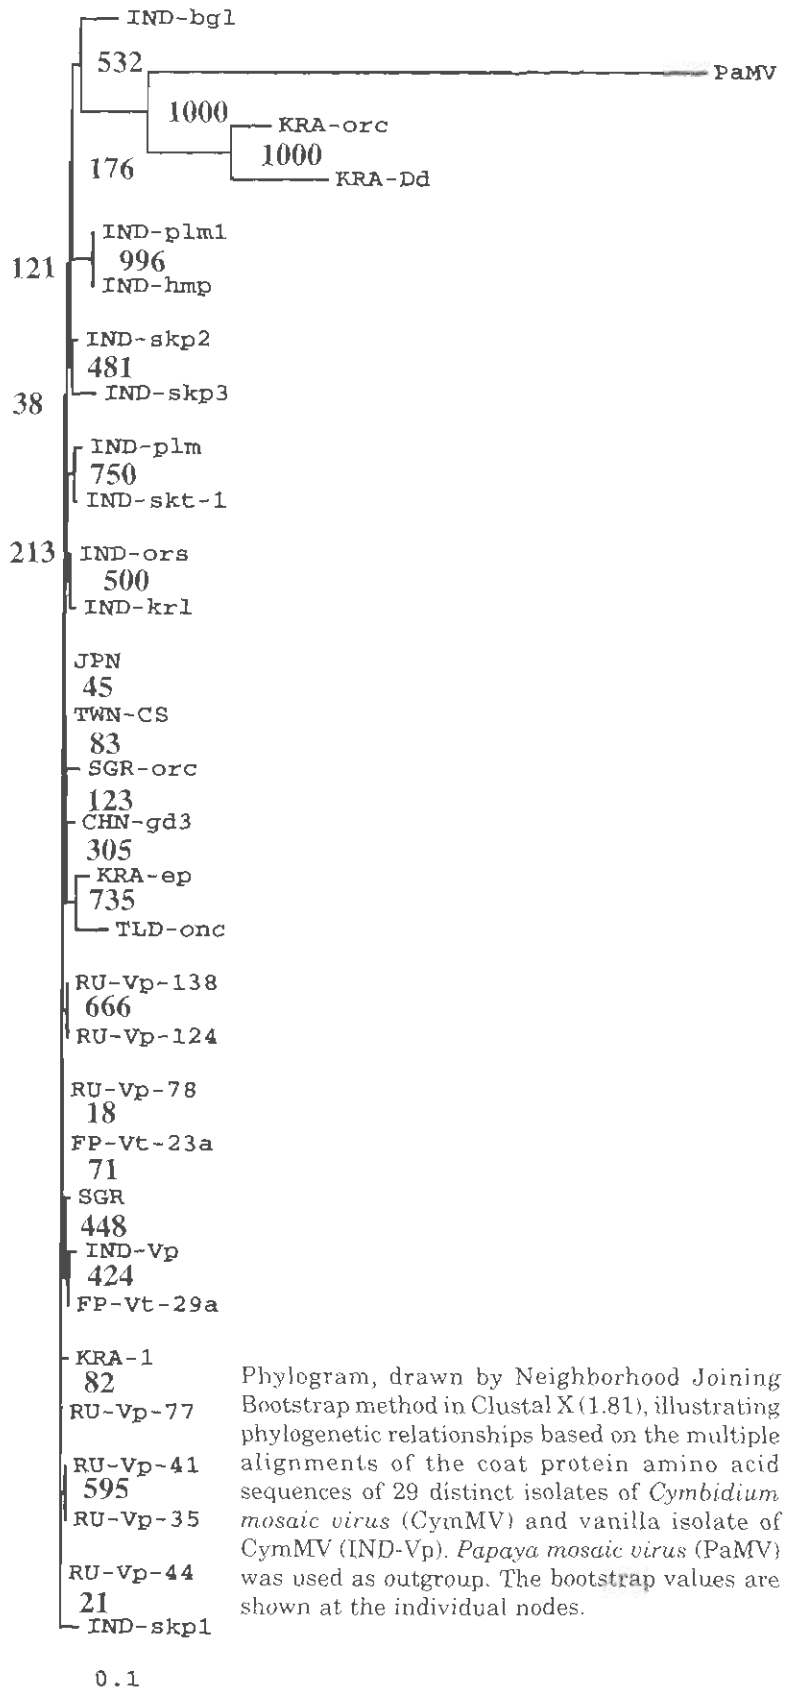 IND-bgl
532
PaMV
1000
KRA-orc
1000
KRA-Dd
176
IND-plm1
996
121
IND-hmp
IND-skp2
481
IND-skp3
38
IND-plm
750
IND-skt-1
213
IND-ors
500
IND-krl
JPN
45
TWN-CS
83
SGR-orc
123
CHN-gd3
305
KRA-ep
735
TLD-onc
RU-Vp-138
666
RU-Vp-124
RU-Vp-78
18
FP-Vt-23a
71
SGR
448
IND-Vp
424
FP-Vt-29a
KRA-1
82
RU-Vp-77
RU-Vp-41
595
RU-Vp-35
RU-Vp-44
21
IND-skp1
0.1
Phylogram, drawn by Neighborhood Joining
Bootstrap method in Clustal X (1.81), illustrating
phylogenetic relationships based on the multiple
alignments of the coat protein amino acid
sequences of 29 distinct isolates of Cymbidium
mosaic virus (CymMV) and vanilla isolate of
CymMV (IND-Vp). Papaya mosaic virus (PaMV)
was used as outgroup. The bootstrap values are
shown at the individual nodes.